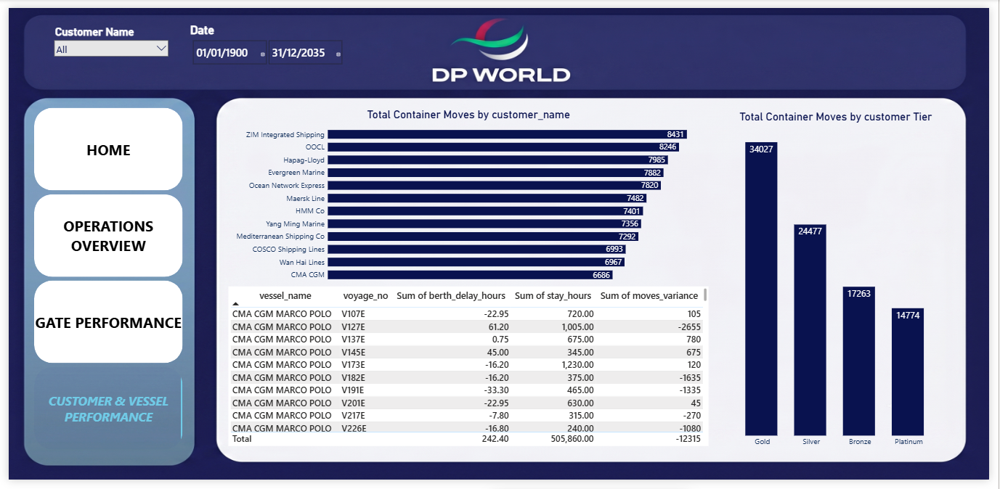 Customer Name
All
Date
01/01/1900
31/12/2035
DP WORLD
HOME
OPERATIONS
OVERVIEW
GATE PERFORMANCE
CUSTOMER & VESSEL
PERFORMANCE
Total Container Moves by customer_name
ZIM Integrated Shipping 8431
OOCL 8246
Hapag-Lloyd 7985
Evergreen Marine 7882
Ocean Network Express 7820
Maersk Line 7482
HMM Co 7401
Yang Ming Marine 7356
Mediterranean Shipping Co 7292
COSCO Shipping Lines 6993
Wan Hai Lines 6967
CMA CGM 6686
vessel_name voyage_no Sum of berth_delay_hours Sum of stay_hours Sum of moves_variance
CMA CGM MARCO POLO V107E -22.95 720.00 105
CMA CGM MARCO POLO V127E 61.20 1,005.00 -2655
CMA CGM MARCO POLO V137E 0.75 675.00 780
CMA CGM MARCO POLO V145E 45.00 345.00 675
CMA CGM MARCO POLO V173E -16.20 1,230.00 120
CMA CGM MARCO POLO V182E -16.20 375.00 -1635
CMA CGM MARCO POLO V191E -33.30 465.00 -1335
CMA CGM MARCO POLO V201E -22.95 630.00 45
CMA CGM MARCO POLO V217E -7.80 315.00 -270
CMA CGM MARCO POLO V226E -16.80 240.00 -1080
Total 242.40 505,860.00 -12315
Total Container Moves by customer Tier
34027
24477
17263
14774
Gold Silver Bronze Platinum